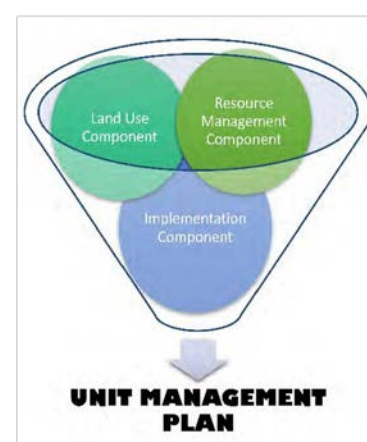 Land Use
Component
Resource
Management
Component
Implementation
Component
UNIT MANAGEMENT
PLAN